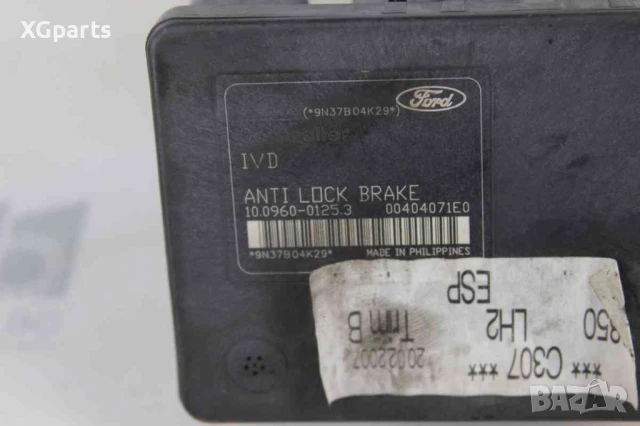 XGparts
(*9N37B04K29*)
Ford
IVD
ANTI LOCK BRAKE
10.0960-0125.3 00404071E0
*9N37B04K29* MADE IN PHILIPPINES
*** C307 ***
20022007
Trim B
LH2
ESP
bazar